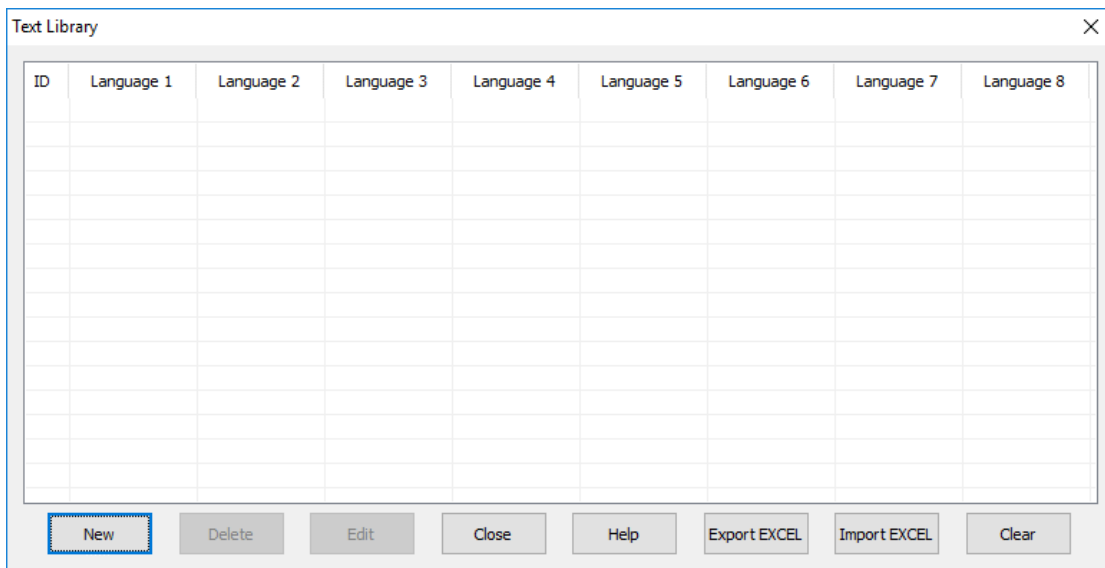 Text Library
ID Language 1 Language 2 Language 3 Language 4 Language 5 Language 6 Language 7 Language 8
New Delete Edit Close Help Export EXCEL Import EXCEL Clear